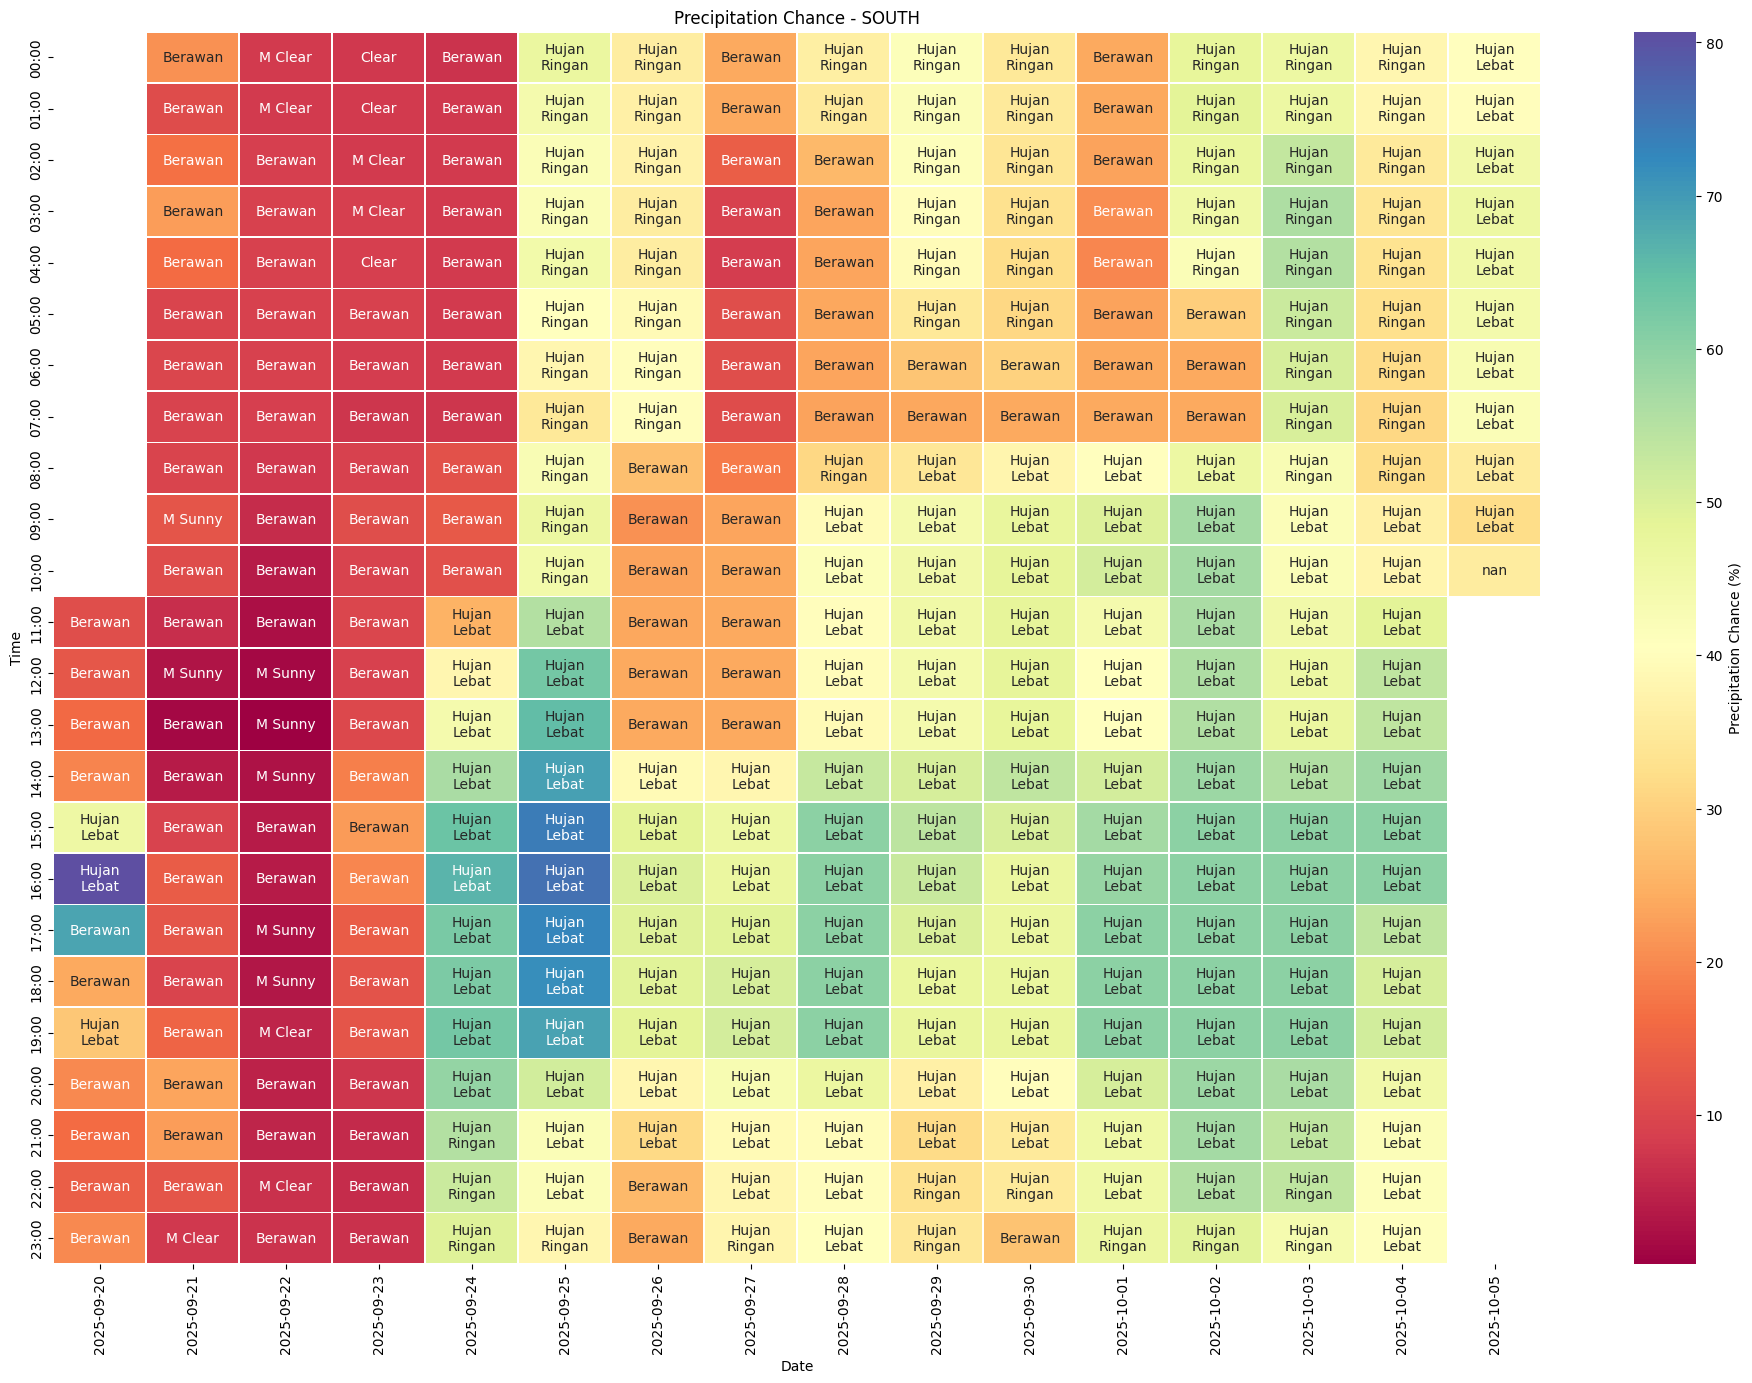 Precipitation Chance - SOUTH
00:00 Berawan M Clear Clear Berawan Hujan Ringan Hujan Ringan Berawan Hujan Ringan Hujan Ringan Hujan Ringan Berawan Hujan Ringan Hujan Ringan Hujan Ringan Hujan Lebat
01:00 Berawan M Clear Clear Berawan Hujan Ringan Hujan Ringan Berawan Hujan Ringan Hujan Ringan Hujan Ringan Berawan Hujan Ringan Hujan Ringan Hujan Ringan Hujan Lebat
02:00 Berawan Berawan M Clear Berawan Hujan Ringan Hujan Ringan Berawan Berawan Hujan Ringan Hujan Ringan Berawan Hujan Ringan Hujan Ringan Hujan Ringan Hujan Lebat
03:00 Berawan Berawan M Clear Berawan Hujan Ringan Hujan Ringan Berawan Berawan Hujan Ringan Hujan Ringan Berawan Hujan Ringan Hujan Ringan Hujan Ringan Hujan Lebat
04:00 Berawan Berawan Clear Berawan Hujan Ringan Hujan Ringan Berawan Berawan Hujan Ringan Hujan Ringan Berawan Hujan Ringan Hujan Ringan Hujan Ringan Hujan Lebat
05:00 Berawan Berawan Berawan Berawan Hujan Ringan Hujan Ringan Berawan Berawan Hujan Ringan Hujan Ringan Berawan Berawan Hujan Ringan Hujan Ringan Hujan Lebat
06:00 Berawan Berawan Berawan Berawan Hujan Ringan Hujan Ringan Berawan Berawan Berawan Berawan Berawan Berawan Hujan Ringan Hujan Ringan Hujan Lebat
07:00 Berawan Berawan Berawan Berawan Hujan Ringan Hujan Ringan Berawan Berawan Berawan Berawan Berawan Berawan Hujan Ringan Hujan Ringan Hujan Lebat
08:00 Berawan Berawan Berawan Berawan Hujan Ringan Berawan Berawan Hujan Ringan Hujan Lebat Hujan Lebat Hujan Lebat Hujan Lebat Hujan Ringan Hujan Ringan Hujan Lebat
09:00 M Sunny Berawan Berawan Berawan Hujan Ringan Berawan Berawan Hujan Lebat Hujan Lebat Hujan Lebat Hujan Lebat Hujan Lebat Hujan Lebat Hujan Lebat Hujan Lebat
10:00 Berawan Berawan Berawan Berawan Hujan Ringan Berawan Berawan Hujan Lebat Hujan Lebat Hujan Lebat Hujan Lebat Hujan Lebat Hujan Lebat Hujan Lebat nan
11:00 Berawan Berawan Berawan Berawan Hujan Lebat Hujan Lebat Berawan Berawan Hujan Lebat Hujan Lebat Hujan Lebat Hujan Lebat Hujan Lebat Hujan Lebat Hujan Lebat
12:00 Berawan M Sunny M Sunny Berawan Hujan Lebat Hujan Lebat Berawan Berawan Hujan Lebat Hujan Lebat Hujan Lebat Hujan Lebat Hujan Lebat Hujan Lebat Hujan Lebat
13:00 Berawan Berawan M Sunny Berawan Hujan Lebat Hujan Lebat Berawan Berawan Hujan Lebat Hujan Lebat Hujan Lebat Hujan Lebat Hujan Lebat Hujan Lebat Hujan Lebat
14:00 Berawan Berawan M Sunny Berawan Hujan Lebat Hujan Lebat Hujan Lebat Hujan Lebat Hujan Lebat Hujan Lebat Hujan Lebat Hujan Lebat Hujan Lebat Hujan Lebat Hujan Lebat
15:00 Hujan Lebat Berawan Berawan Berawan Hujan Lebat Hujan Lebat Hujan Lebat Hujan Lebat Hujan Lebat Hujan Lebat Hujan Lebat Hujan Lebat Hujan Lebat Hujan Lebat Hujan Lebat
16:00 Hujan Lebat Berawan Berawan Berawan Hujan Lebat Hujan Lebat Hujan Lebat Hujan Lebat Hujan Lebat Hujan Lebat Hujan Lebat Hujan Lebat Hujan Lebat Hujan Lebat Hujan Lebat
17:00 Berawan Berawan M Sunny Berawan Hujan Lebat Hujan Lebat Hujan Lebat Hujan Lebat Hujan Lebat Hujan Lebat Hujan Lebat Hujan Lebat Hujan Lebat Hujan Lebat Hujan Lebat
18:00 Berawan Berawan M Sunny Berawan Hujan Lebat Hujan Lebat Hujan Lebat Hujan Lebat Hujan Lebat Hujan Lebat Hujan Lebat Hujan Lebat Hujan Lebat Hujan Lebat Hujan Lebat
19:00 Hujan Lebat Berawan M Clear Berawan Hujan Lebat Hujan Lebat Hujan Lebat Hujan Lebat Hujan Lebat Hujan Lebat Hujan Lebat Hujan Lebat Hujan Lebat Hujan Lebat Hujan Lebat
20:00 Berawan Berawan Berawan Berawan Hujan Lebat Hujan Lebat Hujan Lebat Hujan Lebat Hujan Lebat Hujan Lebat Hujan Lebat Hujan Lebat Hujan Lebat Hujan Lebat Hujan Lebat
21:00 Berawan Berawan Berawan Berawan Hujan Ringan Hujan Lebat Hujan Lebat Hujan Lebat Hujan Lebat Hujan Lebat Hujan Lebat Hujan Lebat Hujan Lebat Hujan Lebat Hujan Lebat
22:00 Berawan Berawan M Clear Berawan Hujan Ringan Hujan Lebat Berawan Hujan Lebat Hujan Lebat Hujan Ringan Hujan Ringan Hujan Lebat Hujan Lebat Hujan Ringan Hujan Lebat
23:00 Berawan M Clear Berawan Berawan Hujan Ringan Hujan Ringan Berawan Hujan Ringan Hujan Lebat Hujan Ringan Berawan Hujan Ringan Hujan Ringan Hujan Ringan Hujan Lebat
Time
2025-09-20 2025-09-21 2025-09-22 2025-09-23 2025-09-24 2025-09-25 2025-09-26 2025-09-27 2025-09-28 2025-09-29 2025-09-30 2025-10-01 2025-10-02 2025-10-03 2025-10-04 2025-10-05
Date
80
70
60
50
40
30
20
10
Precipitation Chance (%)